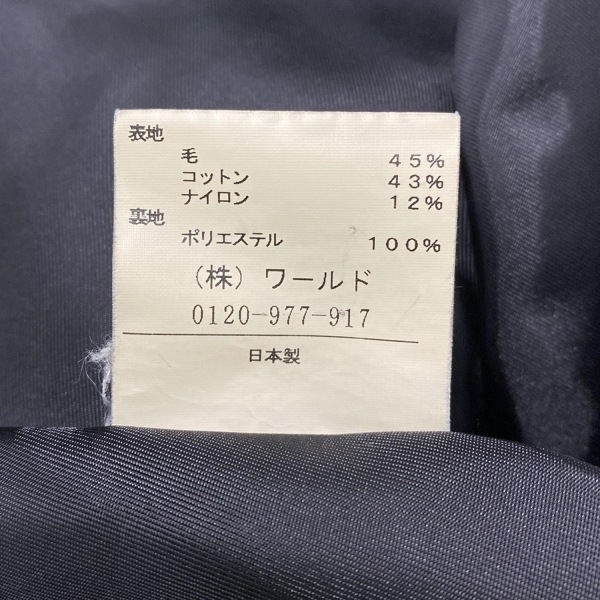 表地
毛 45%
コットン 43%
ナイロン 12%
裏地
ポリエステル 100%
(株) ワールド
0120-977-917
日本製